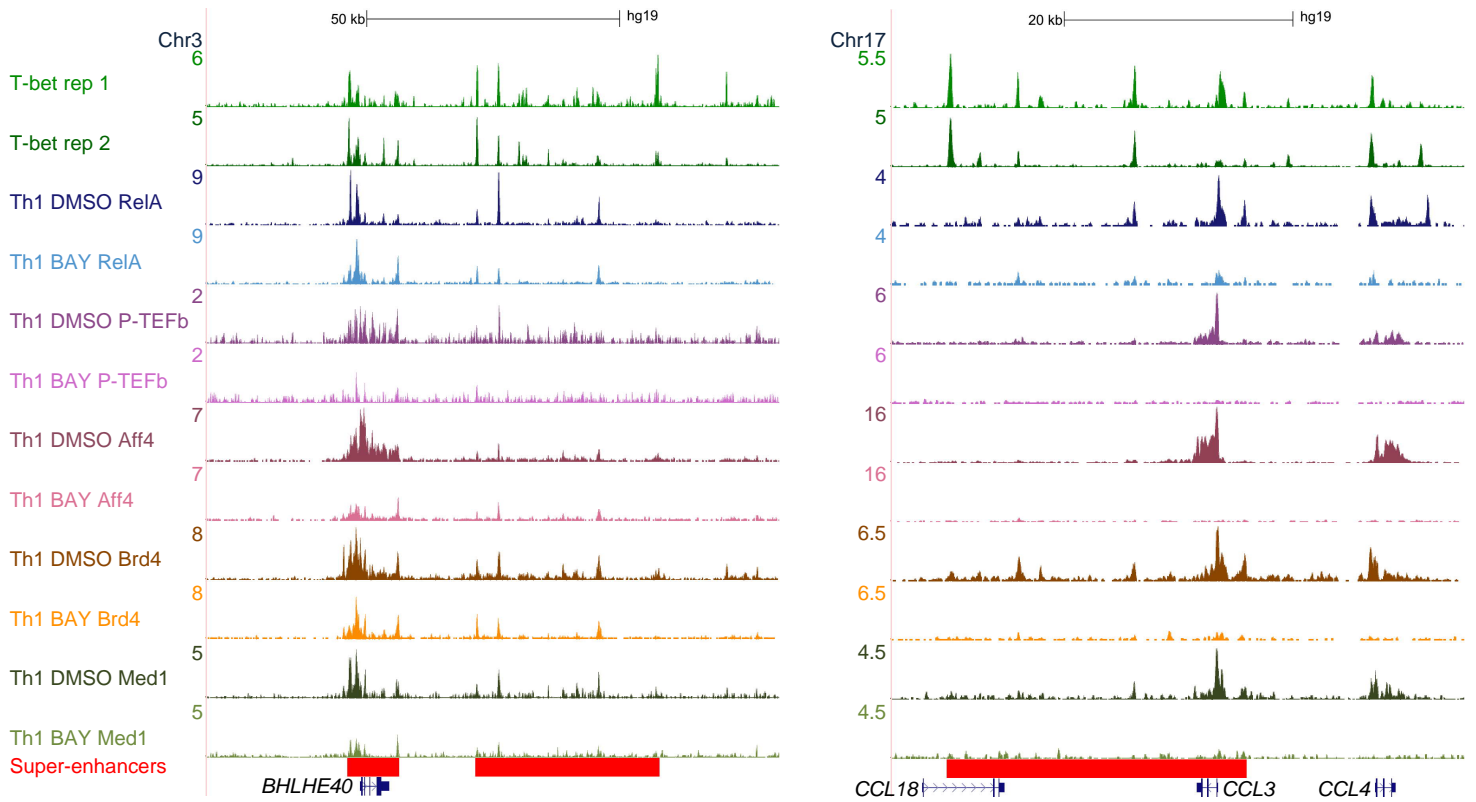 50 kb hg19 20 kb hg19
Chr3 Chr17
6 5.5
T-bet rep 1
5 5
T-bet rep 2
9 4
Th1 DMSO RelA
9 4
Th1 BAY RelA
2 6
Th1 DMSO P-TEFb
2 6
Th1 BAY P-TEFb
7 16
Th1 DMSO Aff4
7 16
Th1 BAY Aff4
8 6.5
Th1 DMSO Brd4
8 6.5
Th1 BAY Brd4
5 4.5
Th1 DMSO Med1
5 4.5
Th1 BAY Med1
Super-enhancers
BHLHE40 CCL18 CCL3 CCL4